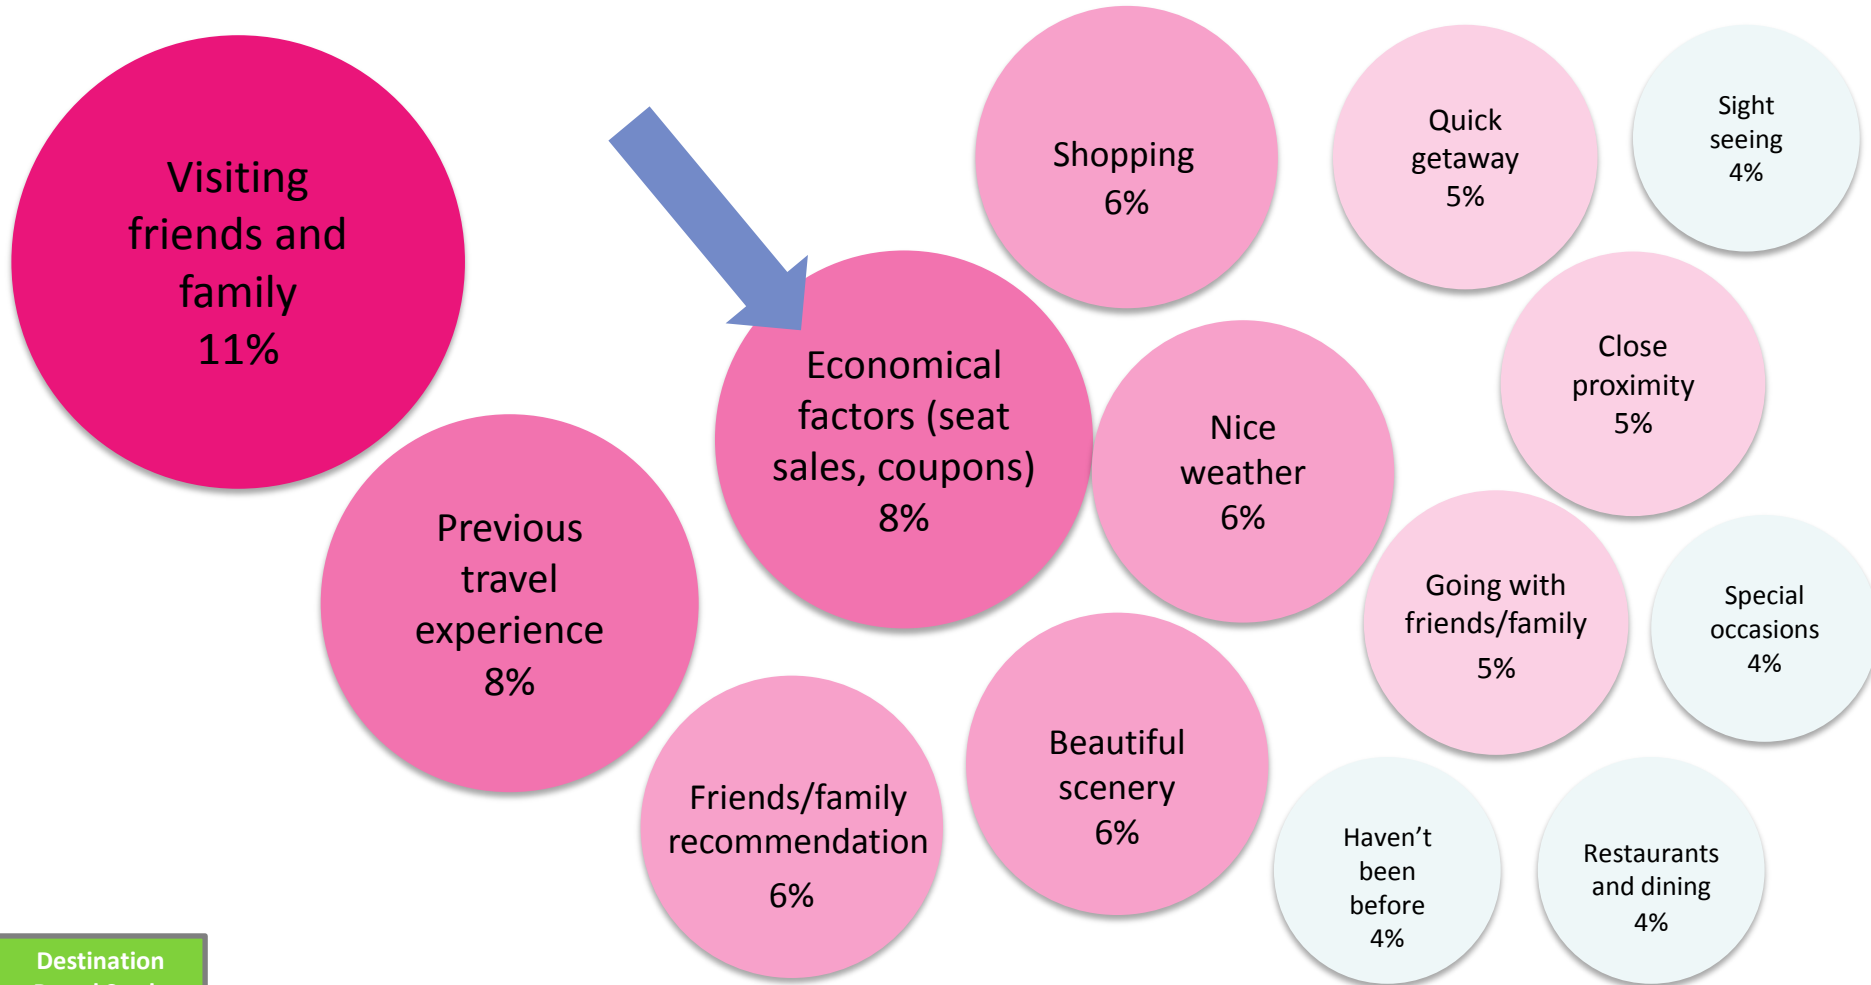 Visiting
friends and
family
11%
Previous
travel
experience
8%
Economical
factors (seat
sales, coupons)
8%
Friends/family
recommendation
6%
Shopping
6%
Nice
weather
6%
Beautiful
scenery
6%
Quick
getaway
5%
Close
proximity
5%
Going with
friends/family
5%
Sight
seeing
4%
Special
occasions
4%
Haven't
been
before
4%
Restaurants
and dining
4%
Destination